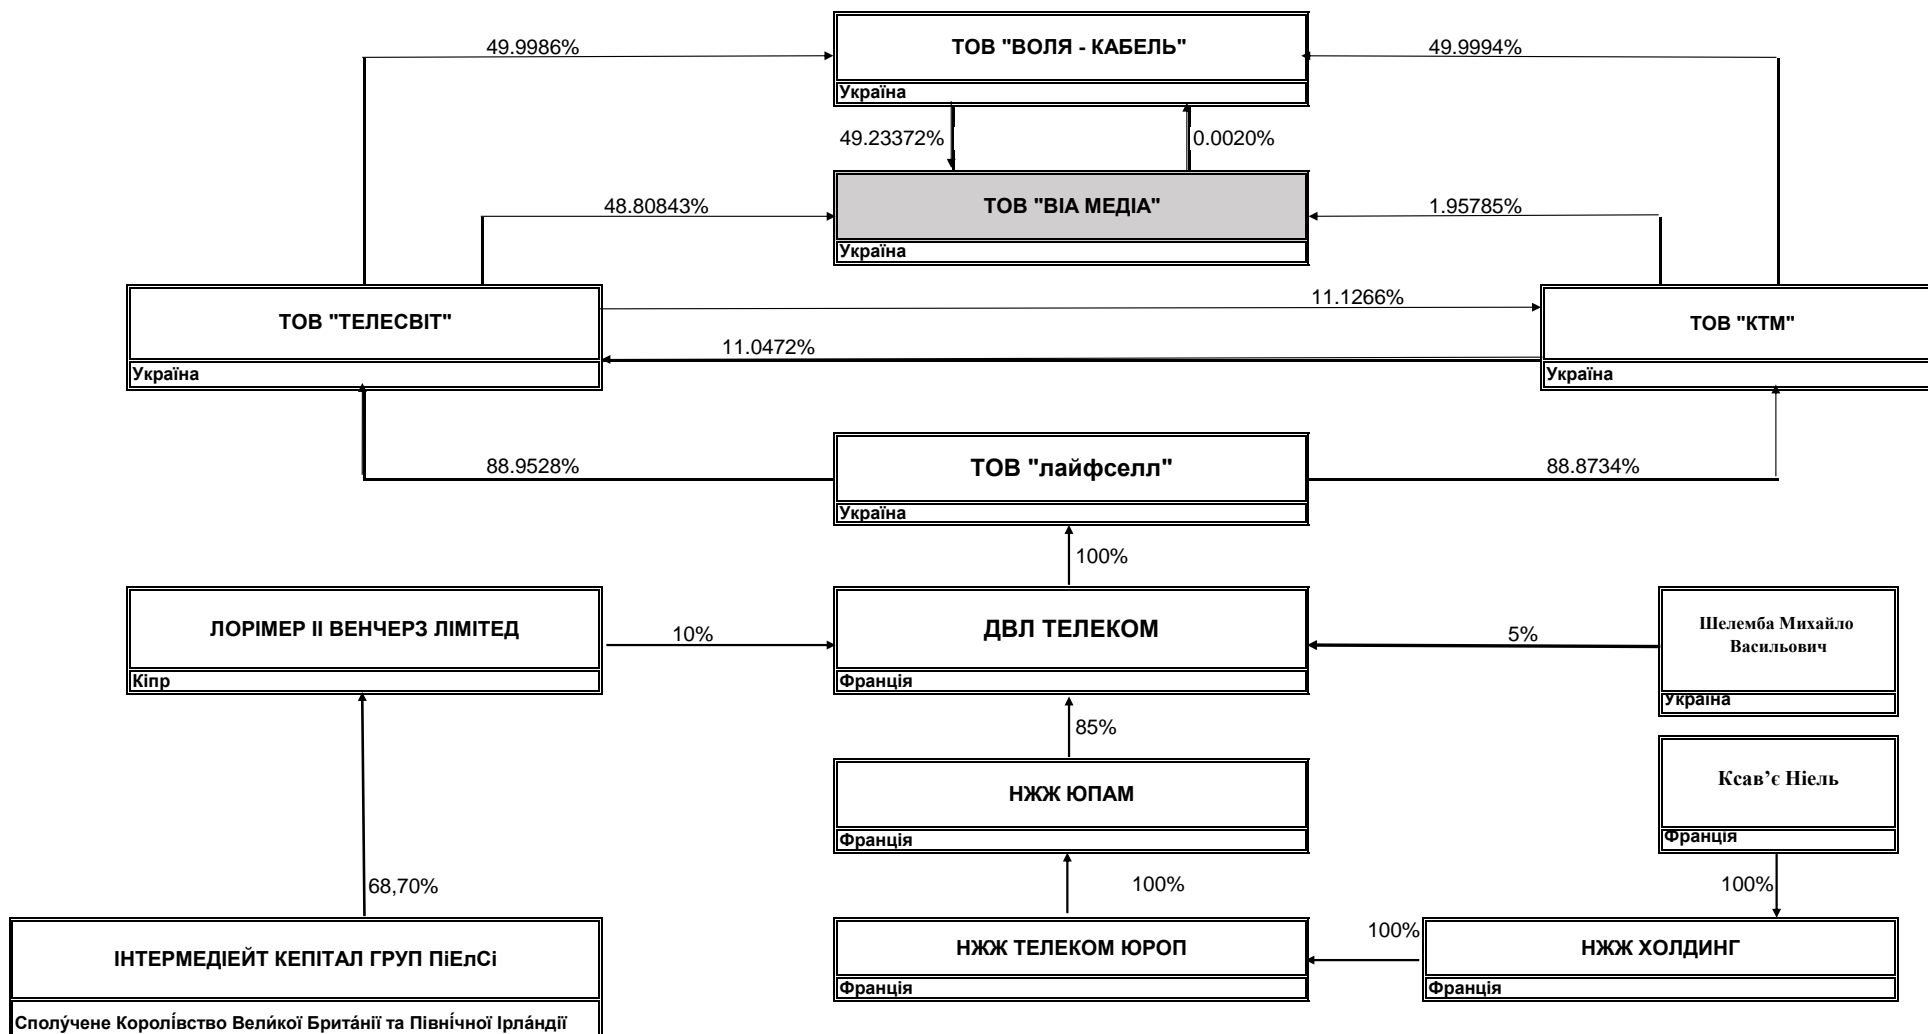 49.9986%
ТОВ "ВОЛЯ - КАБЕЛЬ"
49.9994%
Україна
49.23372%
0.0020%
48.80843%
ТОВ "ВІА МЕДІА"
1.95785%
Україна
ТОВ "ТЕЛЕСВІТ"
11.1266%
ТОВ "КТМ"
11.0472%
Україна
Україна
88.9528%
ТОВ "лайфселл"
88.8734%
Україна
100%
ЛОРІМЕР ІІ ВЕНЧЕРЗ ЛІМІТЕД
10%
ДВЛ ТЕЛЕКОМ
5%
Шелемба Михайло
Васильович
Кіпр
Франція
Україна
85%
НЖЖ ЮПАМ
Ксав’є Ніель
Франція
Франція
68,70%
100%
100%
ІНТЕРМЕДІЕЙТ КЕПІТАЛ ГРУП ПіЕлСі
НЖЖ ТЕЛЕКОМ ЮРОП
100%
НЖЖ ХОЛДИНГ
Франція
Франція
Сполу́чене Королі́вство Вели́кої Брита́нії та Півні́чної Ірла́ндії